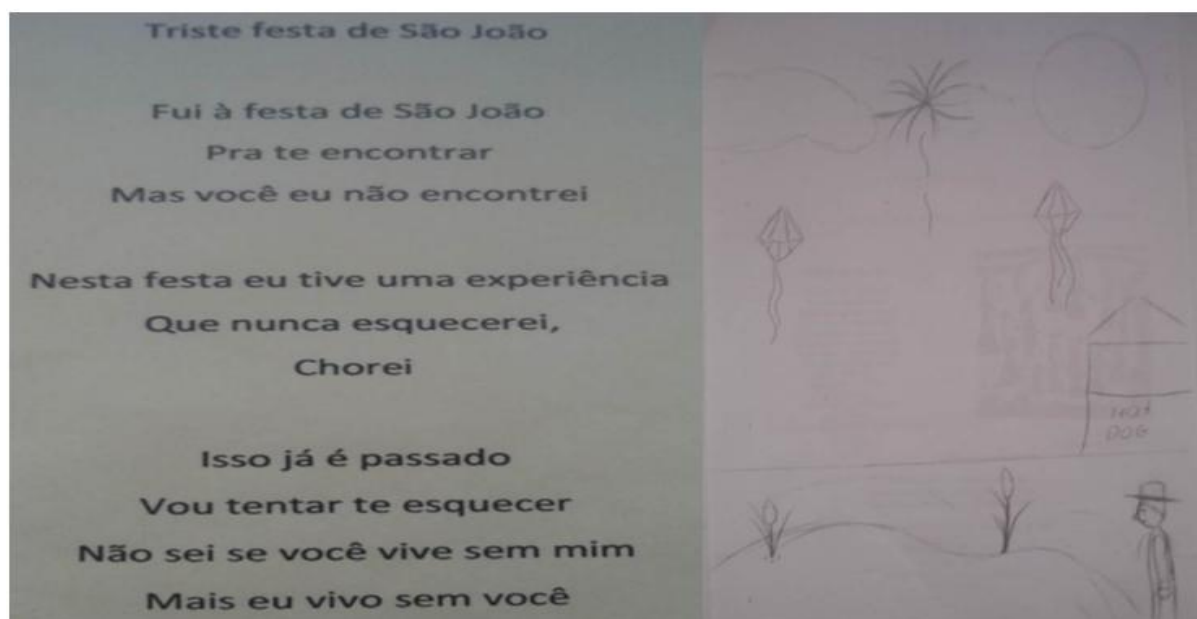 Triste festa de São João
Fui à festa de São João
Pra te encontrar
Mas você eu não encontrei
Nesta festa eu tive uma experiência
Que nunca esquecerei,
Chorei
Isso já é passado
Vou tentar te esquecer
Não sei se você vive sem mim
Mais eu vivo sem você
HOT
DOG